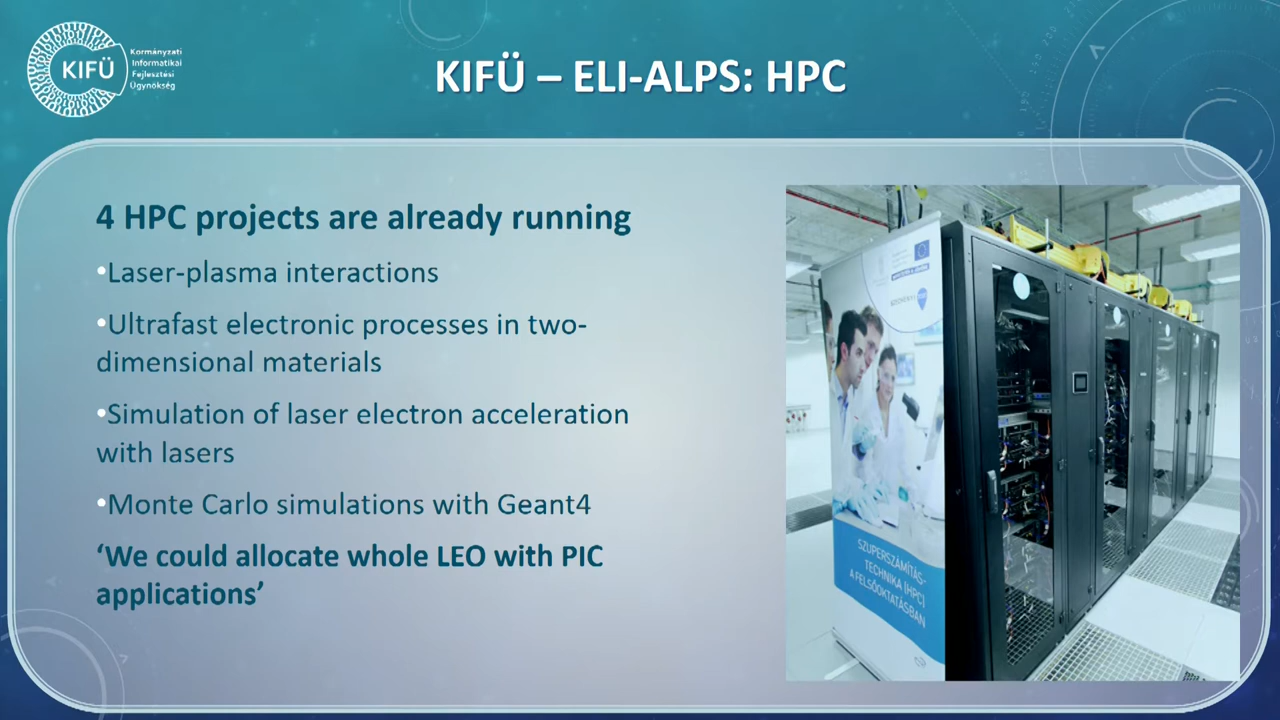 KIFÜ
Kormányzati
Informatikai
Fejlesztési
Ügynökség
KIFÜ – ELI-ALPS: HPC
4 HPC projects are already running
•Laser-plasma interactions
•Ultrafast electronic processes in two-
dimensional materials
•Simulation of laser electron acceleration
with lasers
•Monte Carlo simulations with Geant4
‘We could allocate whole LEO with PIC
applications’
SZUPERSZÁMÍTÁS-
TECHNIKA (HPC)
A FELSŐOKTATÁSBAN